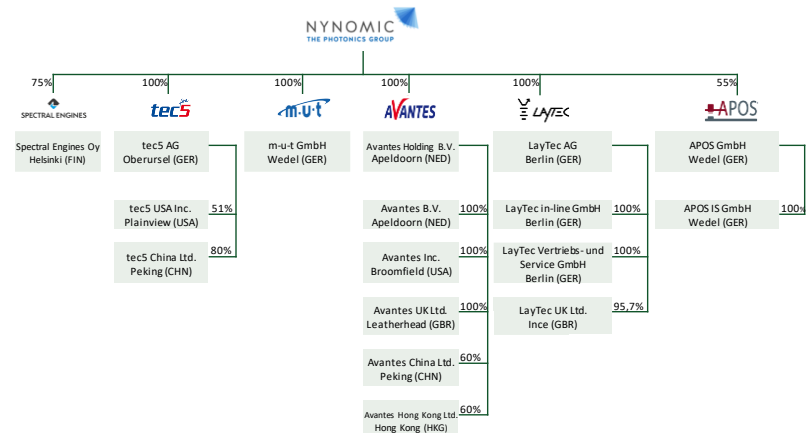 NYNOMIC
THE PHOTONICS GROUP
75%
100%
100%
100%
100%
55%
SPECTRAL ENGINES
tec5
m·u·t
AVANTES
LAYTEC
APOS
Spectral Engines Oy
Helsinki (FIN)
tec5 AG
Oberursel (GER)
m-u-t GmbH
Wedel (GER)
Avantes Holding B.V.
Apeldoorn (NED)
LayTec AG
Berlin (GER)
APOS GmbH
Wedel (GER)
tec5 USA Inc.
Plainview (USA)
51%
Avantes B.V.
Apeldoorn (NED)
100%
LayTec in-line GmbH
Berlin (GER)
100%
APOS IS GmbH
Wedel (GER)
100%
tec5 China Ltd.
Peking (CHN)
80%
Avantes Inc.
Broomfield (USA)
100%
LayTec Vertriebs- und
Service GmbH
Berlin (GER)
100%
Avantes UK Ltd.
Leatherhead (GBR)
100%
LayTec UK Ltd.
Ince (GBR)
95,7%
Avantes China Ltd.
Peking (CHN)
60%
Avantes Hong Kong Ltd.
Hong Kong (HKG)
60%